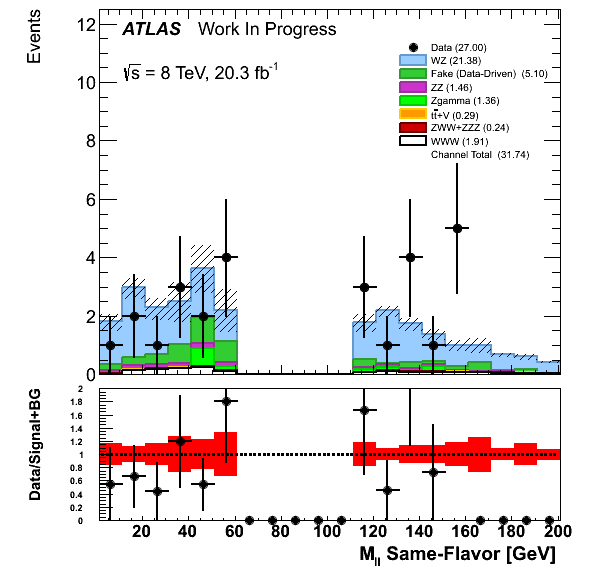 Events
ATLAS Work In Progress
√s = 8 TeV, 20.3 fb⁻¹
Data (27.00)
WZ (21.38)
Fake (Data-Driven) (5.10)
ZZ (1.46)
Zgamma (1.36)
tt̄+V (0.29)
ZWW+ZZZ (0.24)
WWW (1.91)
Channel Total (31.74)
12
10
8
6
4
2
0
Data/Signal+BG
2
1.8
1.6
1.4
1.2
1
0.8
0.6
0.4
0.2
0
20 40 60 80 100 120 140 160 180 200
M_ll Same-Flavor [GeV]